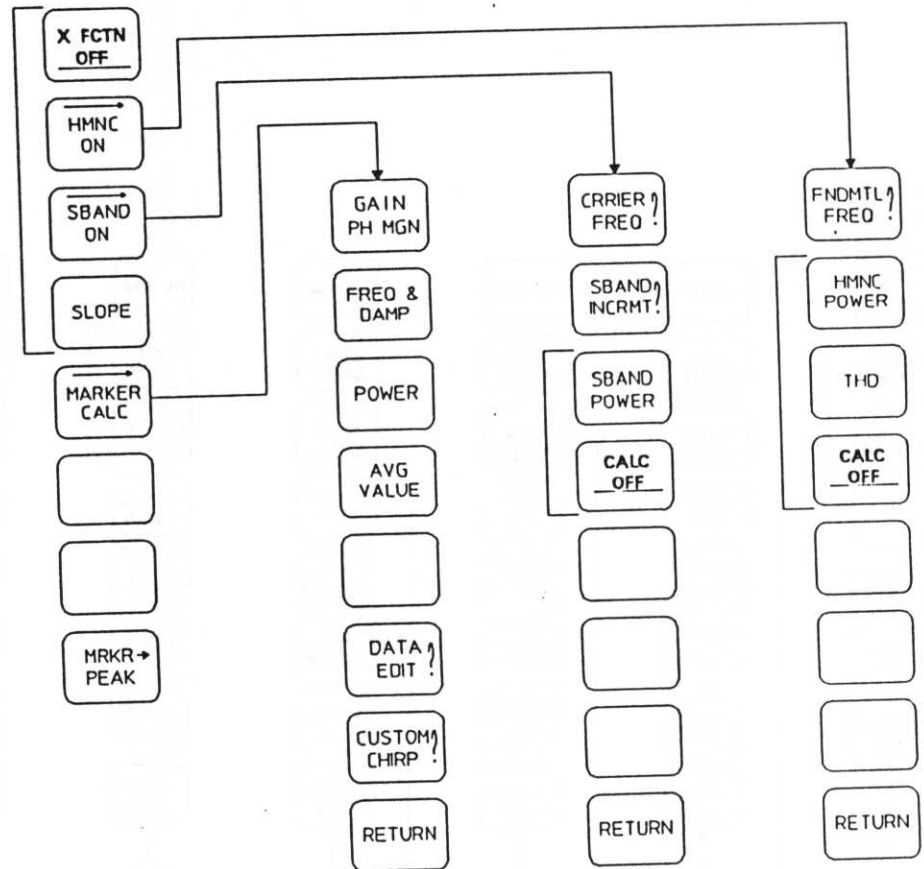 X FCTN
OFF
HMNC
ON
SBAND
ON
SLOPE
MARKER
CALC
MRKR→
PEAK
GAIN
PH MGN
FREQ &
DAMP
POWER
AVG
VALUE
DATA
EDIT ?
CUSTOM ?
CHIRP
RETURN
CRRIER ?
FREQ
SBAND ?
INCRMT
SBAND
POWER
CALC
OFF
RETURN
FNDMTL ?
FREQ
HMNC
POWER
THD
CALC
OFF
RETURN